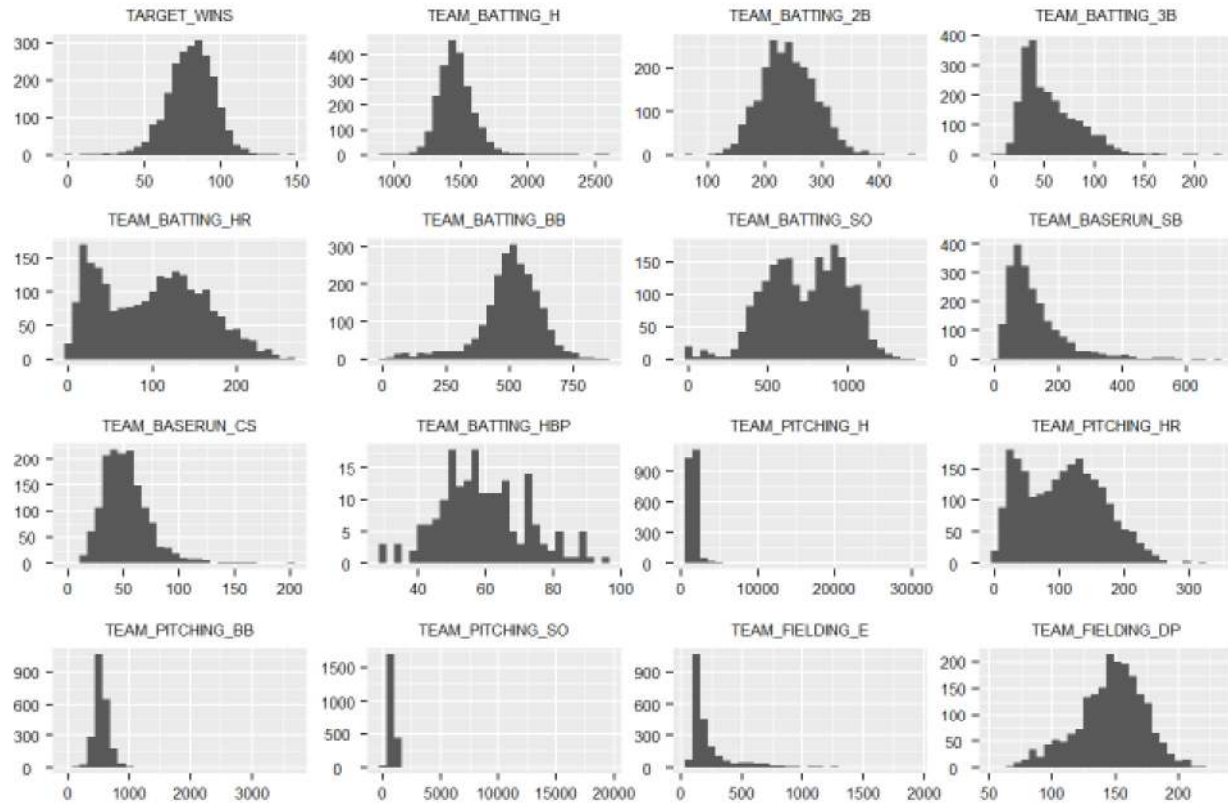 TARGET_WINS TEAM_BATTING_H TEAM_BATTING_2B TEAM_BATTING_3B
300 400 200 400
200 300 300
200 100 200
100 100 100
0 0 0 0
0 50 100 150 1000 1500 2000 2500 100 200 300 400 0 50 100 150 200
TEAM_BATTING_HR TEAM_BATTING_BB TEAM_BATTING_SO TEAM_BASERUN_SB
150 300 150 400
100 200 100 300
200
50 100 50 100
0 0 0 0
0 100 200 0 250 500 750 0 500 1000 0 200 400 600
TEAM_BASERUN_CS TEAM_BATTING_HBP TEAM_PITCHING_H TEAM_PITCHING_HR
200 15 900 150
150 10 600 100
100
50 5 300 50
0 0 0 0
0 50 100 150 200 40 60 80 100 0 10000 20000 30000 0 100 200 300
TEAM_PITCHING_BB TEAM_PITCHING_SO TEAM_FIELDING_E TEAM_FIELDING_DP
900 1500 900 200
600 1000 600 150
100
300 500 300 50
0 0 0 0
0 1000 2000 3000 0 5000 10000 15000 20000 0 500 1000 1500 2000 50 100 150 200